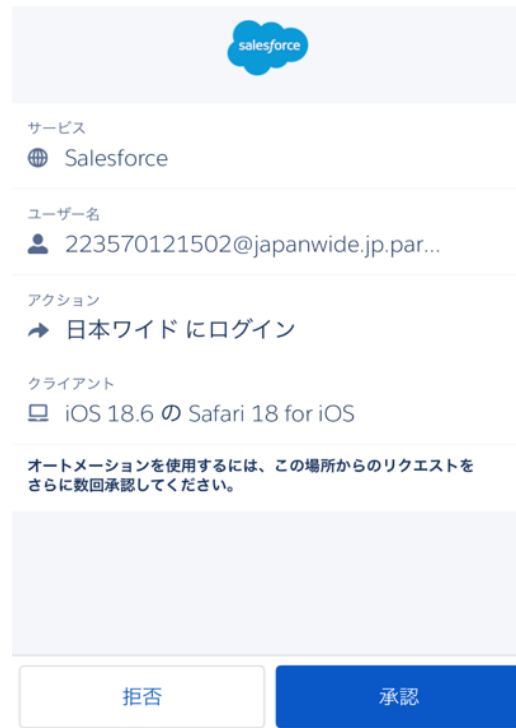 salesforce
サービス
Salesforce
ユーザー名
223570121502@japanwide.jp.par...
アクション
日本ワイド にログイン
クライアント
iOS 18.6 の Safari 18 for iOS
オートメーションを使用するには、この場所からのリクエストを
さらに数回承認してください。
拒否
承認